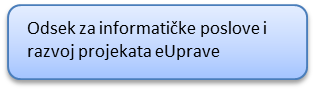 Odsek za informatičke poslove i
razvoj projekata eUprave